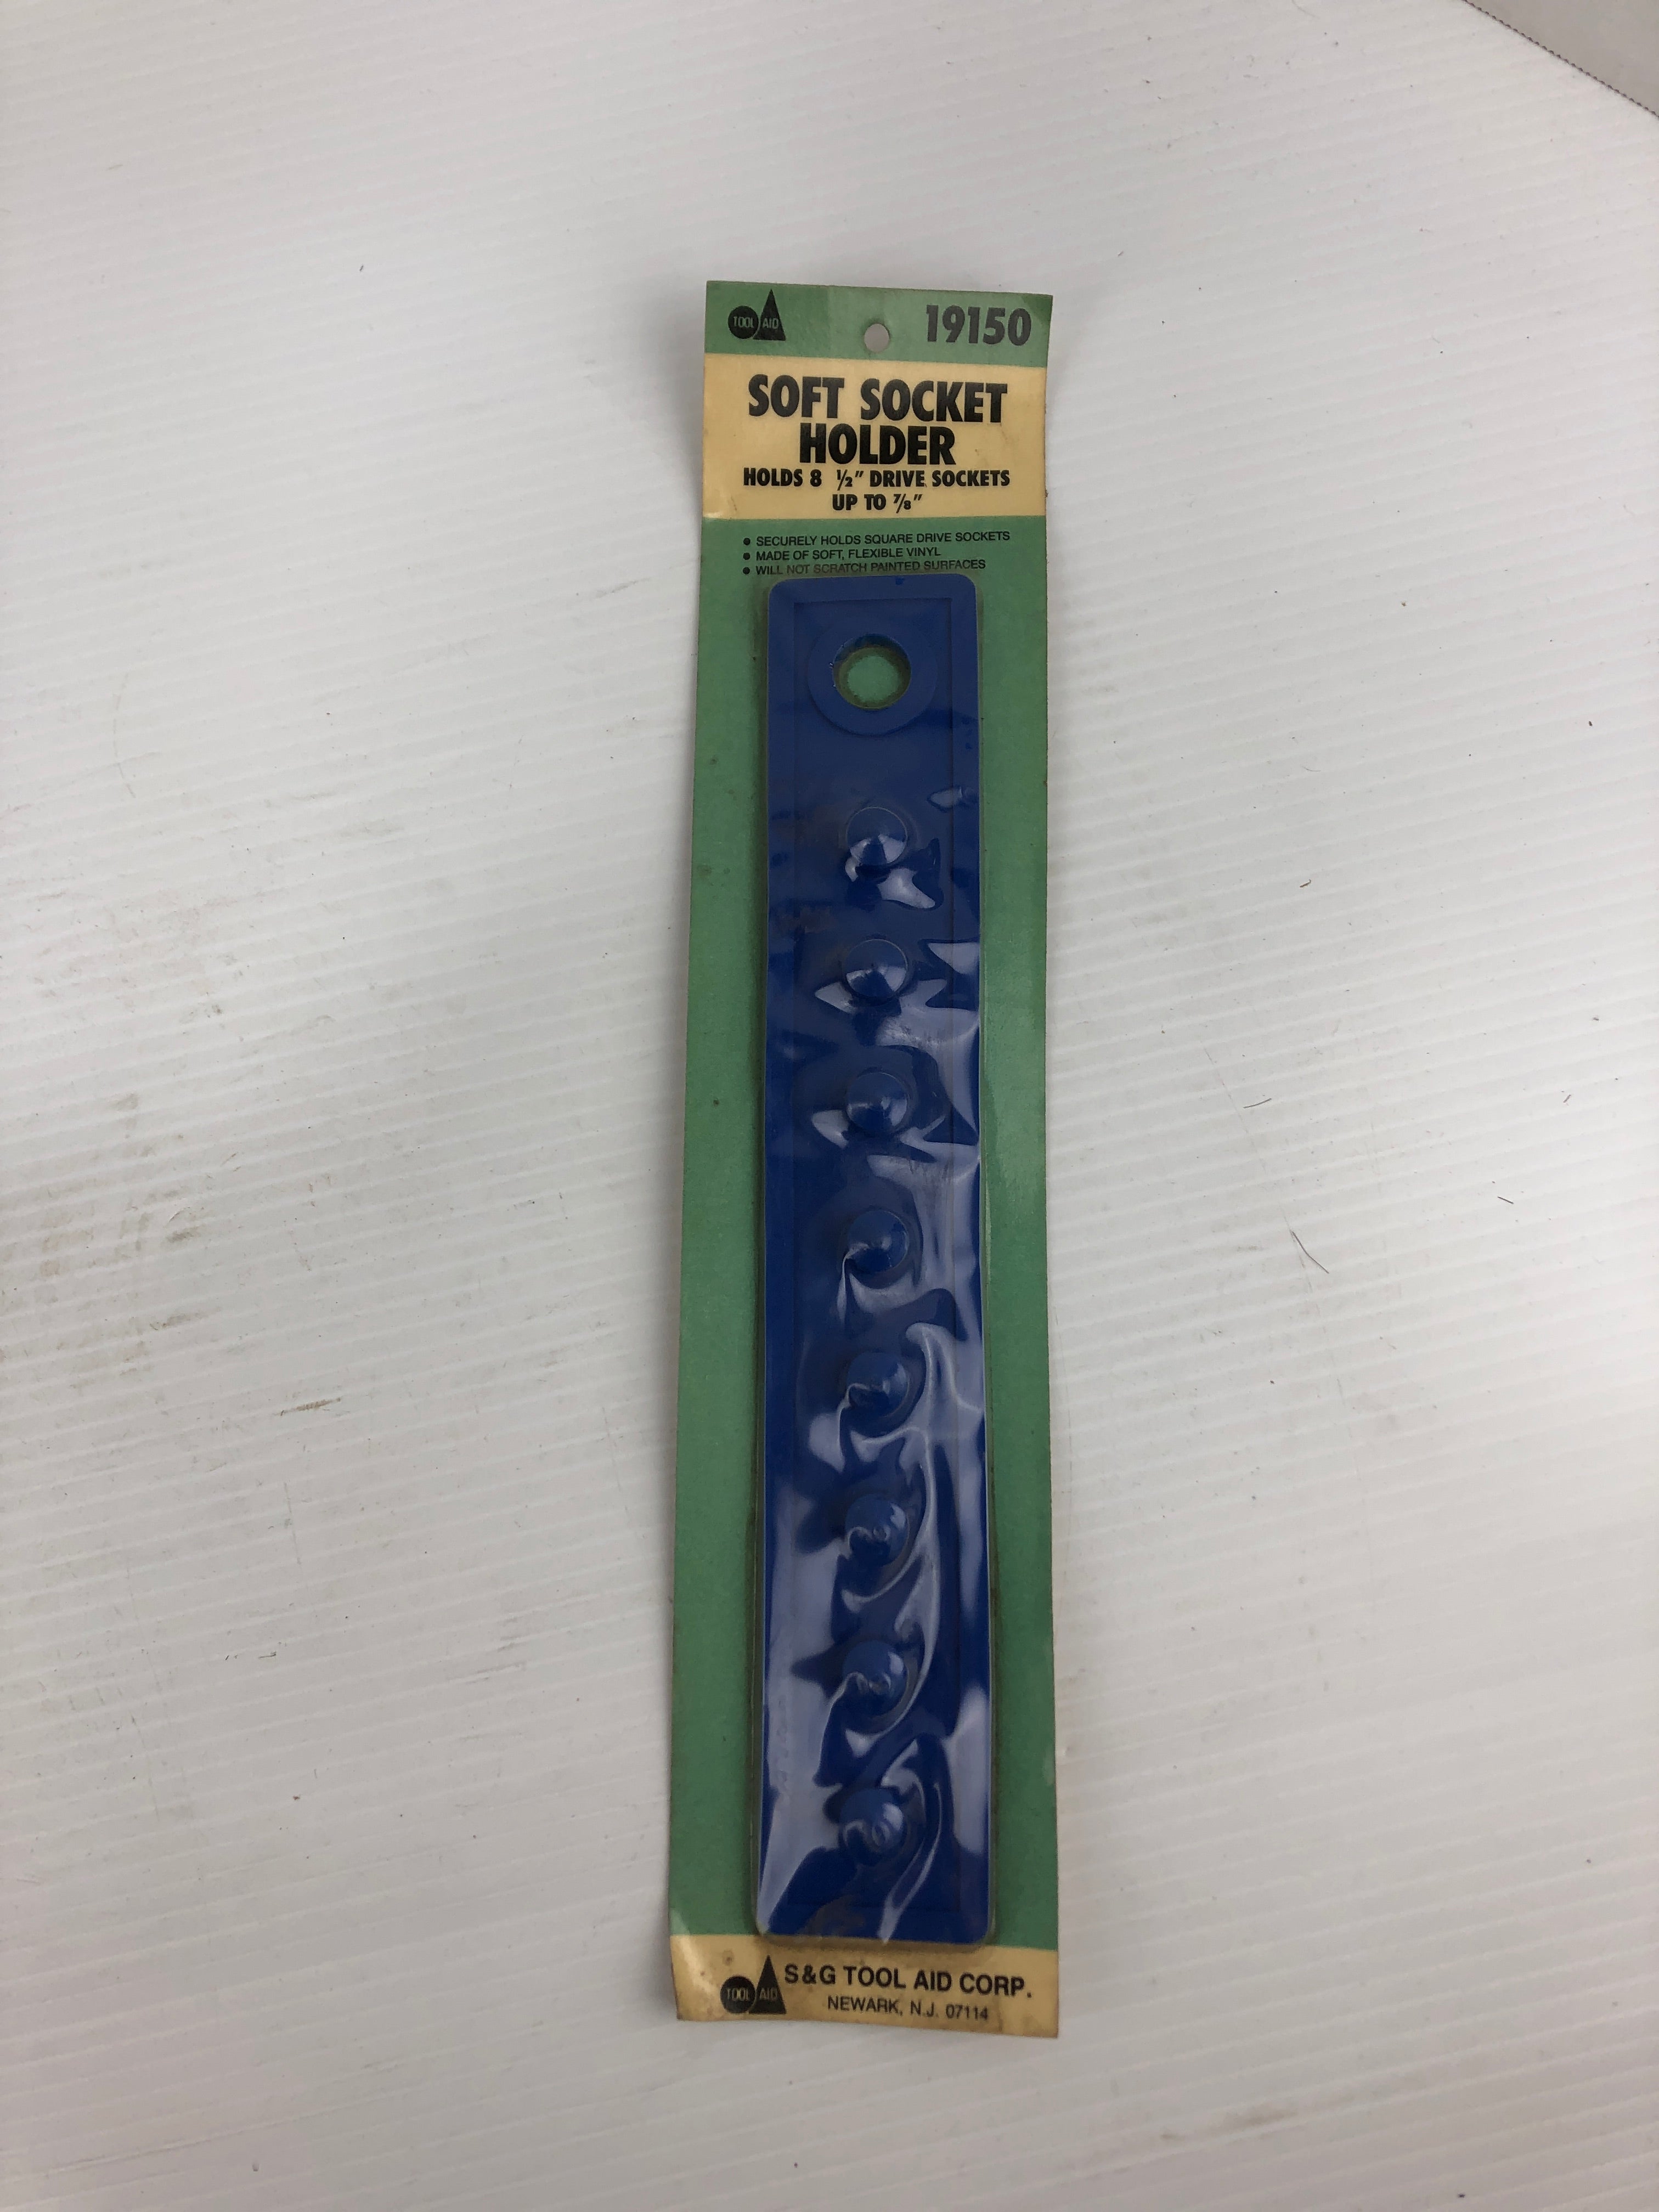 TOOL AID
19150
SOFT SOCKET
HOLDER
HOLDS 8 ½" DRIVE SOCKETS
UP TO ⅞"
● SECURELY HOLDS SQUARE DRIVE SOCKETS
● MADE OF SOFT, FLEXIBLE VINYL
● WILL NOT SCRATCH PAINTED SURFACES
TOOL AID
S&G TOOL AID CORP.
NEWARK, N.J. 07114